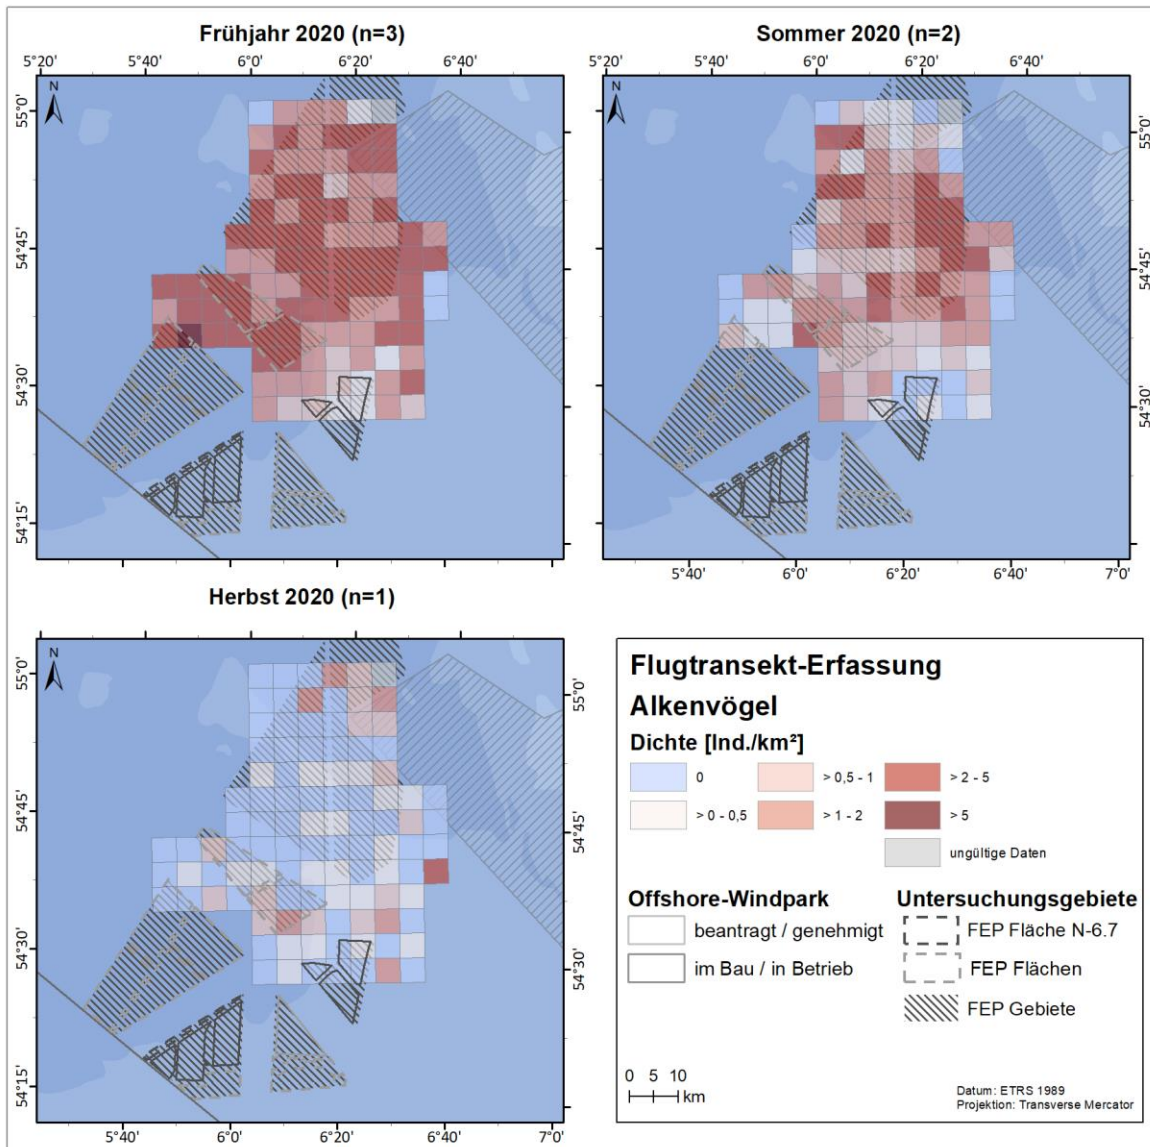 Frühjahr 2020 (n=3)
5°20' 5°40' 6°0' 6°20' 6°40'
N
55°0'
54°45'
54°30'
54°15'
Sommer 2020 (n=2)
5°40' 6°0' 6°20' 6°40'
N
55°0'
54°45'
54°30'
5°40' 6°0' 6°20' 6°40' 7°0'
Herbst 2020 (n=1)
N
55°0'
54°45'
54°30'
54°15'
55°0'
54°45'
54°30'
5°40' 6°0' 6°20' 6°40' 7°0'
Flugtransekt-Erfassung
Alkenvögel
Dichte [Ind./km²]
0 > 0,5 - 1 > 2 - 5
> 0 - 0,5 > 1 - 2 > 5
ungültige Daten
Offshore-Windpark
beantragt / genehmigt
im Bau / in Betrieb
Untersuchungsgebiete
FEP Fläche N-6.7
FEP Flächen
FEP Gebiete
0 5 10
km
Datum: ETRS 1989
Projektion: Transverse Mercator